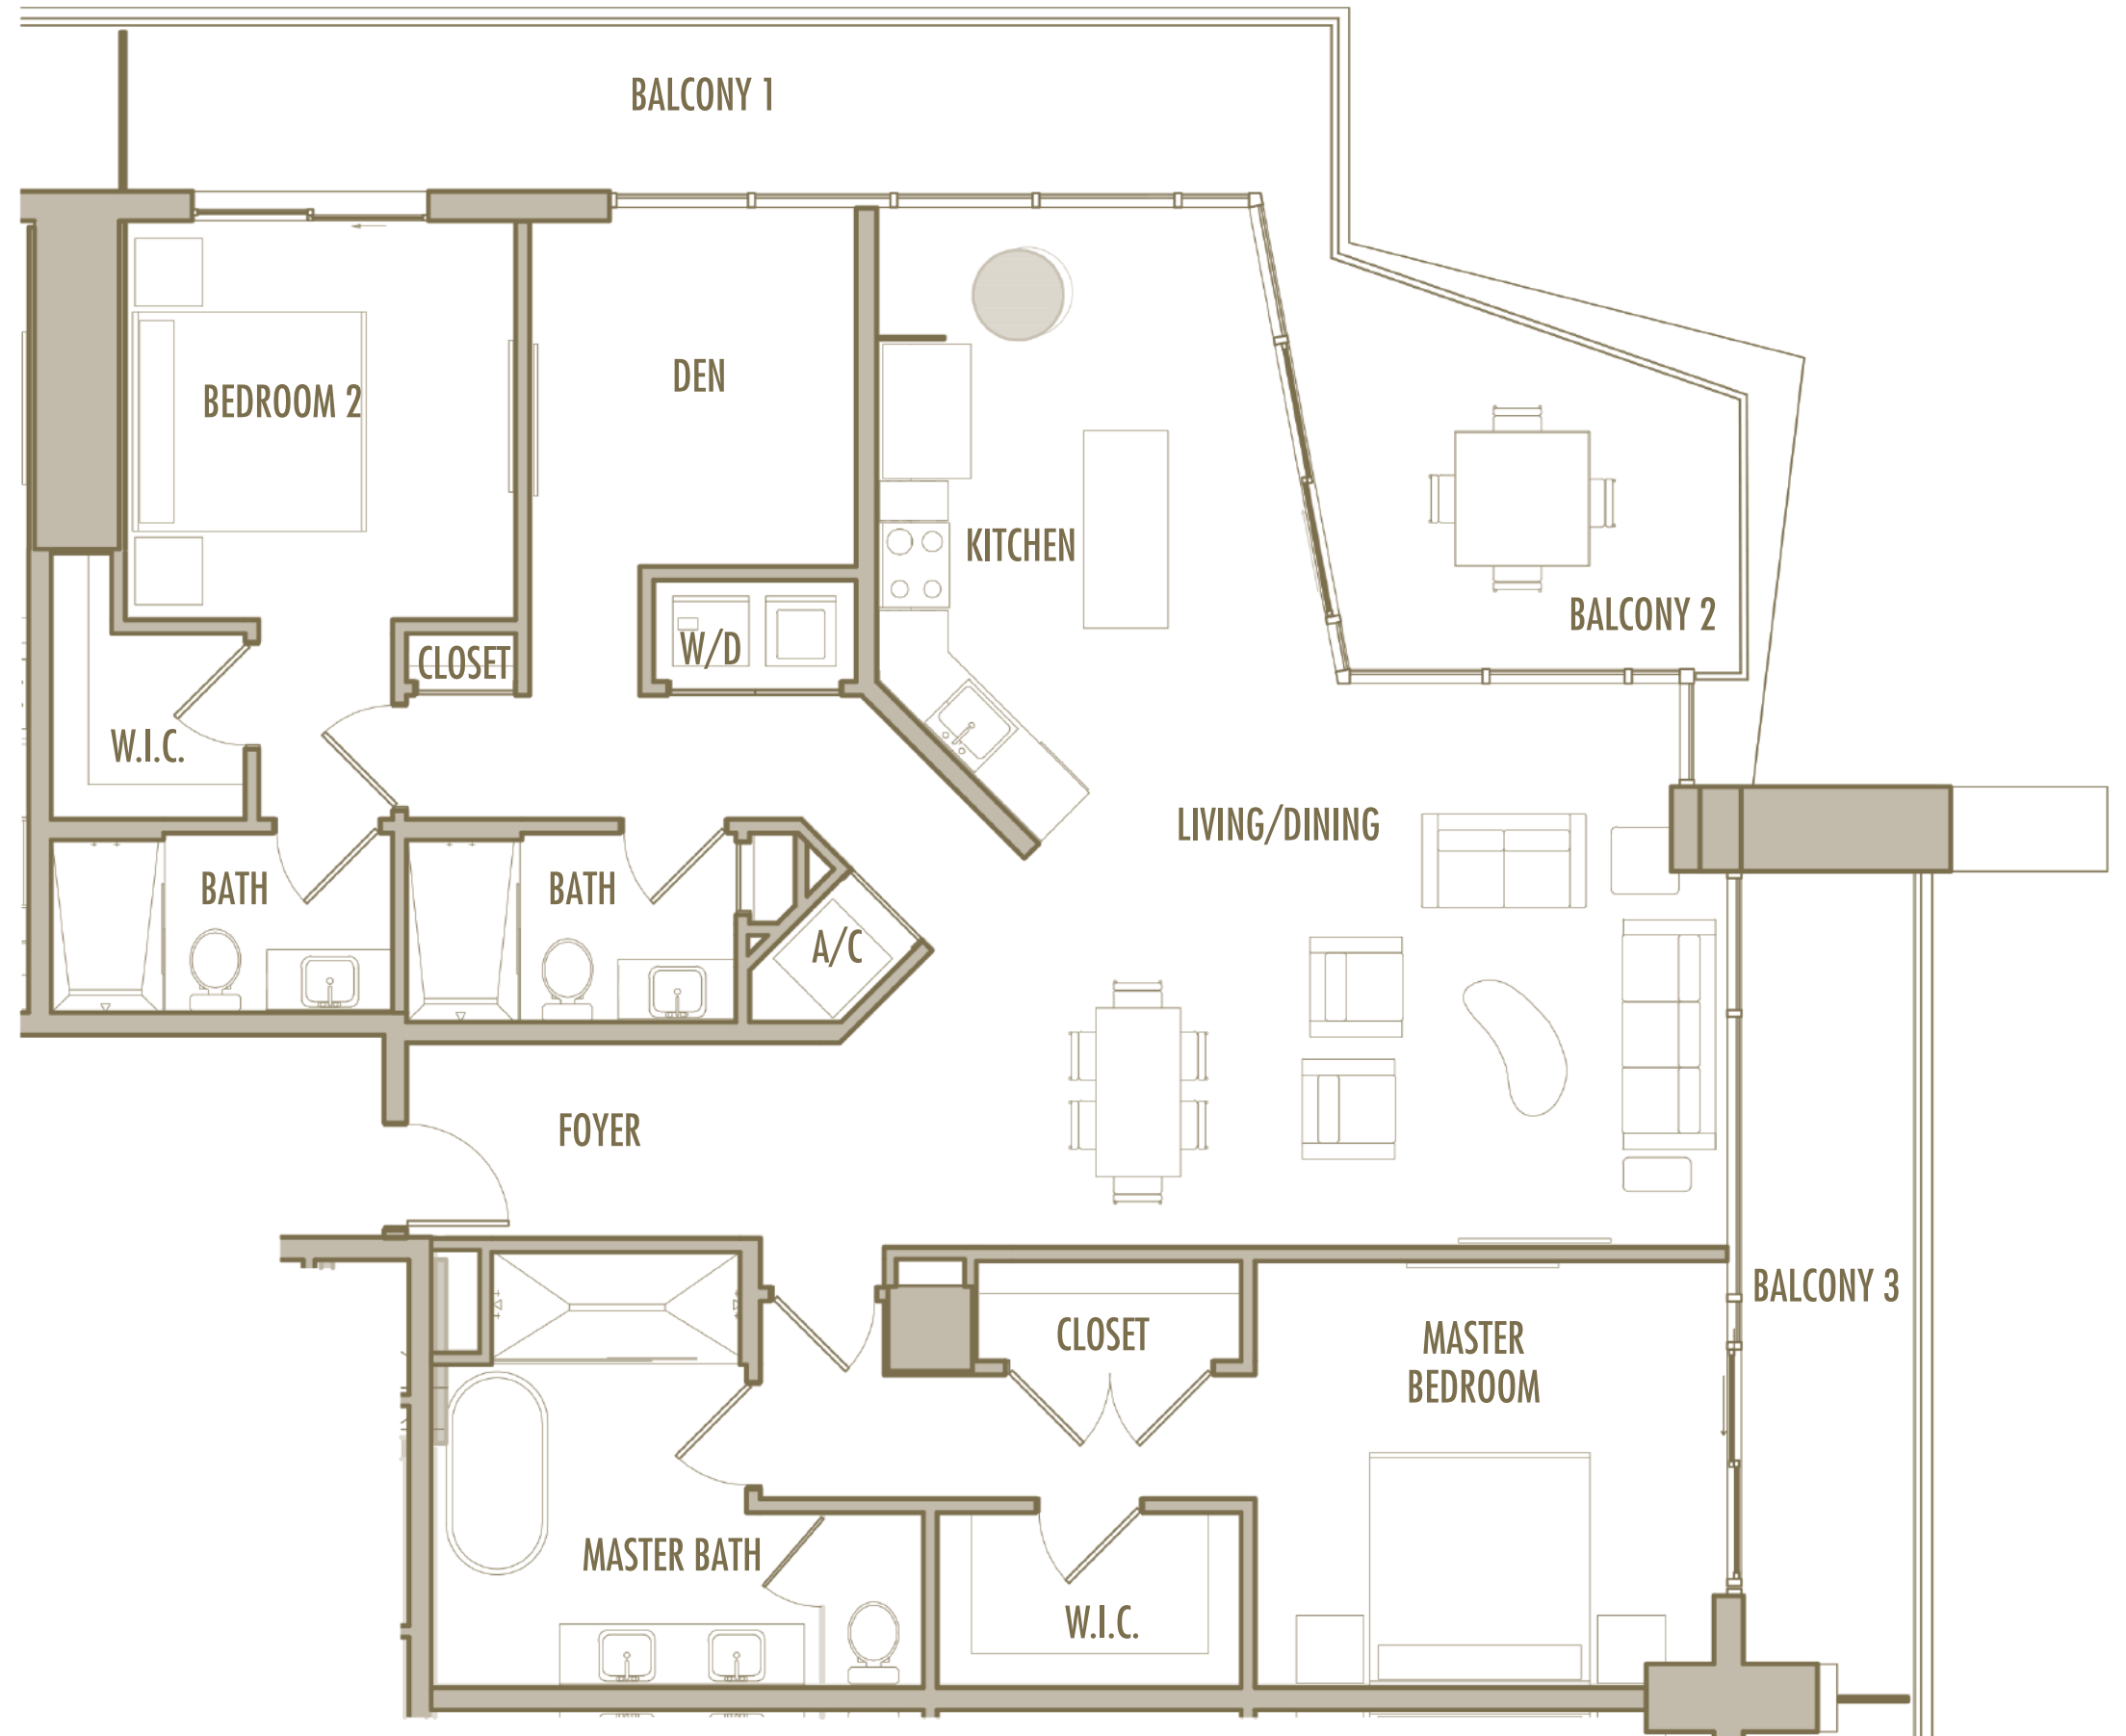 BALCONY 1
DEN
BEDROOM 2
KITCHEN
BALCONY 2
W/D
CLOSET
W.I.C.
LIVING/DINING
BATH
BATH
A/C
FOYER
BALCONY 3
CLOSET
MASTER
BEDROOM
MASTER BATH
W.I.C.